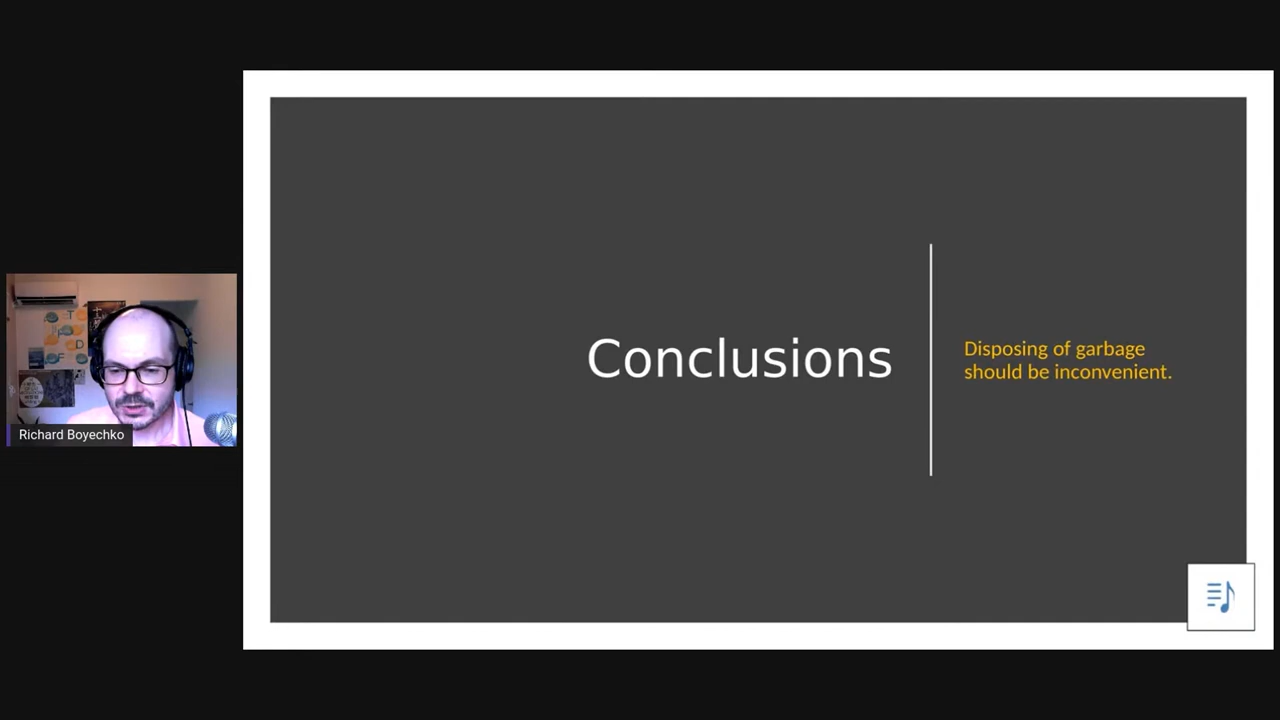 Conclusions
Disposing of garbage
should be inconvenient.
Richard Boyechko